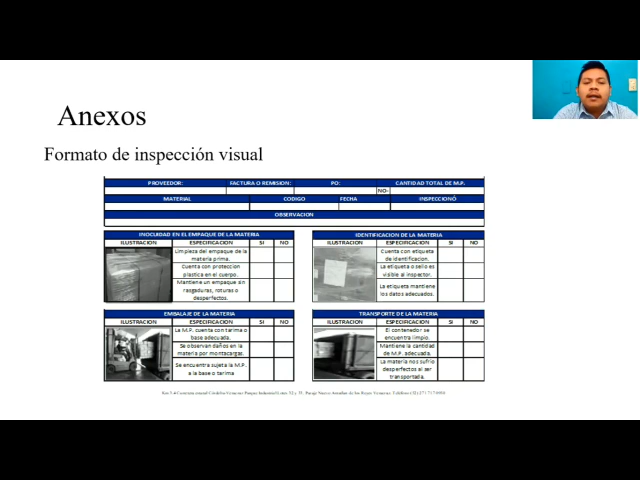 Anexos
Formato de inspección visual
PROVEEDOR: FACTURA O REMISION: PO: CANTIDAD TOTAL DE M.P.
NO-
MATERIAL CODIGO FECHA INSPECCIONÓ
OBSERVACION
INOCUIDAD EN EL EMPAQUE DE LA MATERIA
ILUSTRACION ESPECIFICACION SI NO
Limpieza del empaque de la
materia prima.
Cuenta con proteccion
plastica en el cuerpo.
Mantiene un empaque sin
rasgaduras, roturas o
desperfectos.
IDENTIFICACION DE LA MATERIA
ILUSTRACION ESPECIFICACION SI NO
Cuenta con etiqueta
de identificacion.
La etiqueta o sello es
visible al inspector.
La etiqueta mantiene
los datos adecuados.
EMBALAJE DE LA MATERIA
ILUSTRACION ESPECIFICACION SI NO
La M.P. cuenta con tarima o
base adecuada.
Se observan daños en la
materia por montacargas.
Se encuentra sujeta la M.P.
a la base o tarima
TRANSPORTE DE LA MATERIA
ILUSTRACION ESPECIFICACION SI NO
El contenedor se
encuentra limpio.
Mantiene la cantidad
de M.P. adecuada.
La materia nos sufrio
desperfectos al ser
transportada.